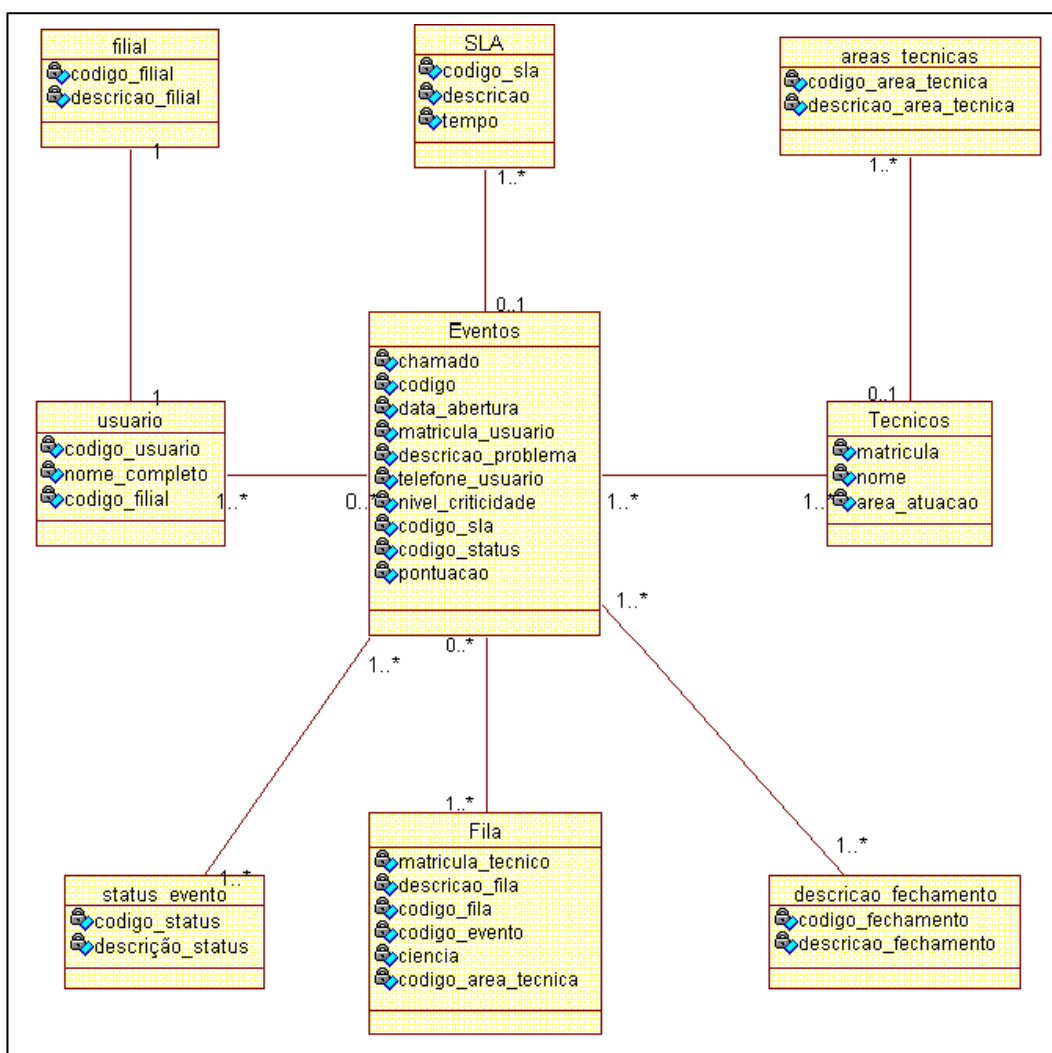 filial
codigo_filial
descricao_filial
1
SLA
codigo_sla
descricao
tempo
1..*
areas_tecnicas
codigo_area_tecnica
descricao_area_tecnica
1..*
1
usuario
codigo_usuario
nome_completo
codigo_filial
1..*
0..1
Eventos
chamado
codigo
data_abertura
matricula_usuario
descricao_problema
telefone_usuario
nivel_criticidade
codigo_sla
codigo_status
pontuacao
0..*
1..*
0..1
Tecnicos
matricula
nome
area_atuacao
1..*
1..*
0..*
1..*
1..*
status_evento
codigo_status
descrição_status
1..*
Fila
matricula_tecnico
descricao_fila
codigo_fila
codigo_evento
ciencia
codigo_area_tecnica
1..*
1..*
descricao_fechamento
codigo_fechamento
descricao_fechamento